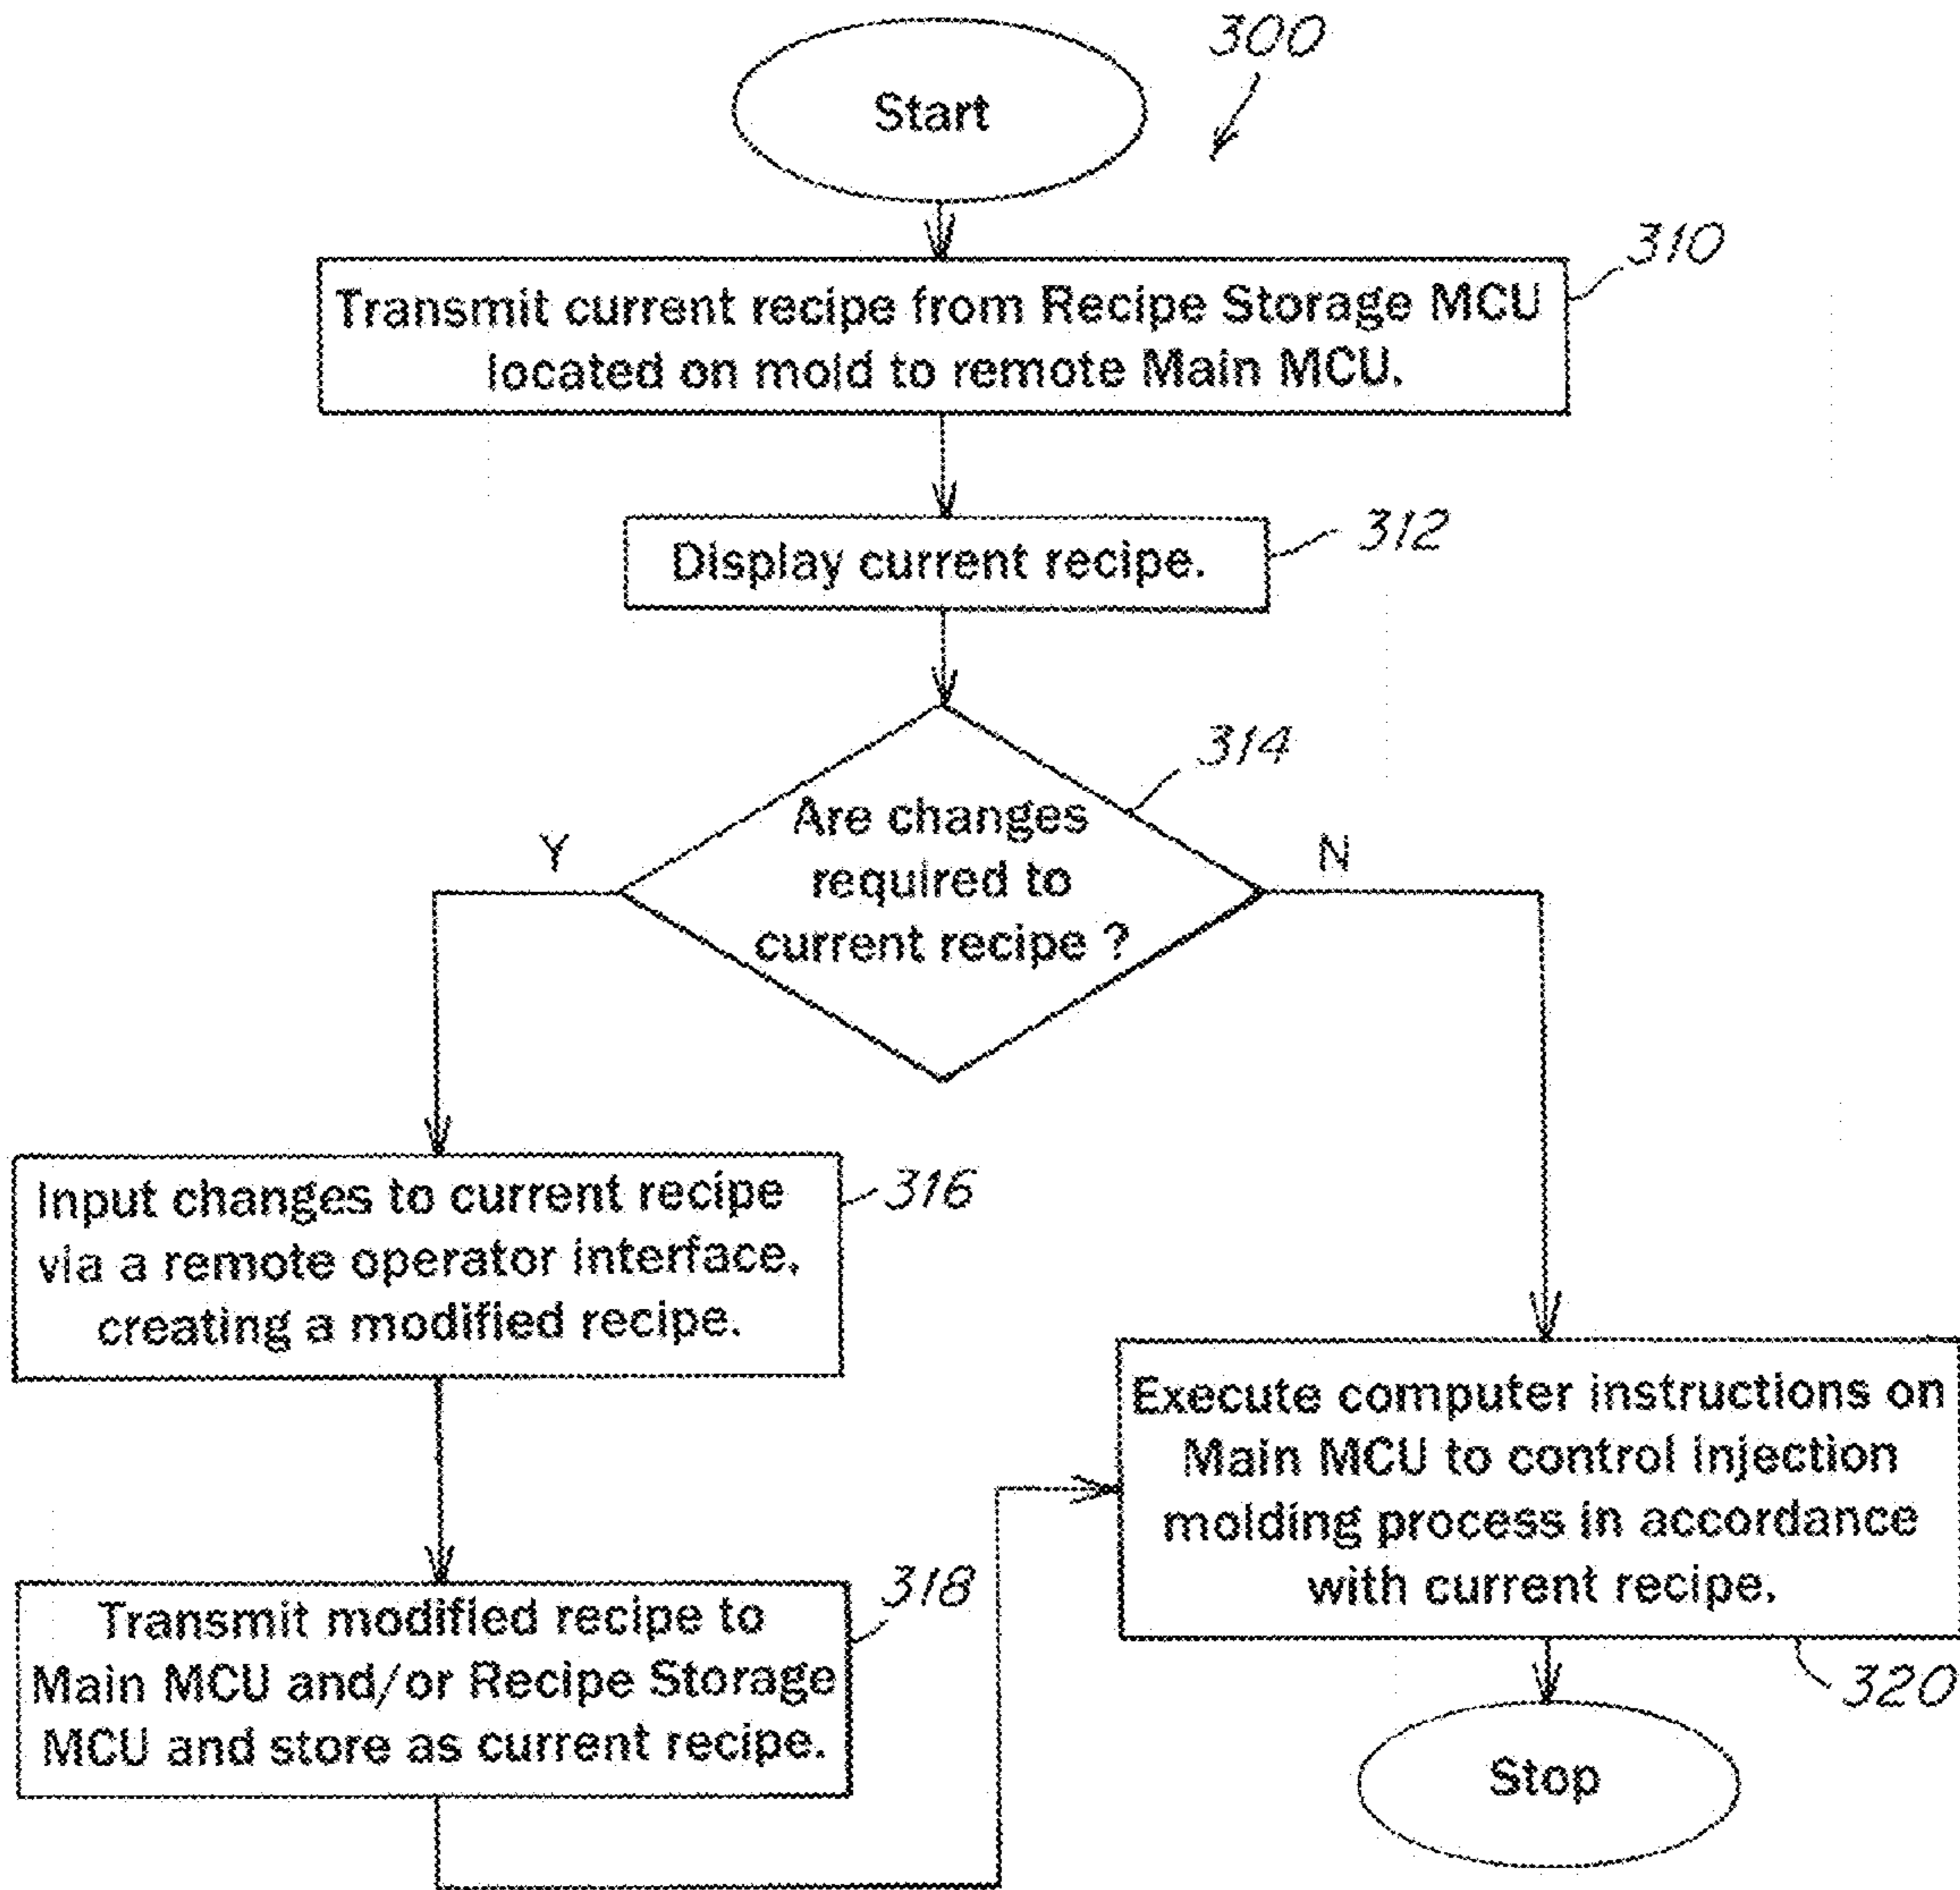 300
Start
310
Transmit current recipe from Recipe Storage MCU
located on mold to remote Main MCU.
312
Display current recipe.
314
Are changes
required to
current recipe ?
Y
N
Input changes to current recipe
via a remote operator interface,
creating a modified recipe.
316
Execute computer instructions on
Main MCU to control injection
molding process in accordance
with current recipe.
320
Transmit modified recipe to
Main MCU and/or Recipe Storage
MCU and store as current recipe.
318
Stop